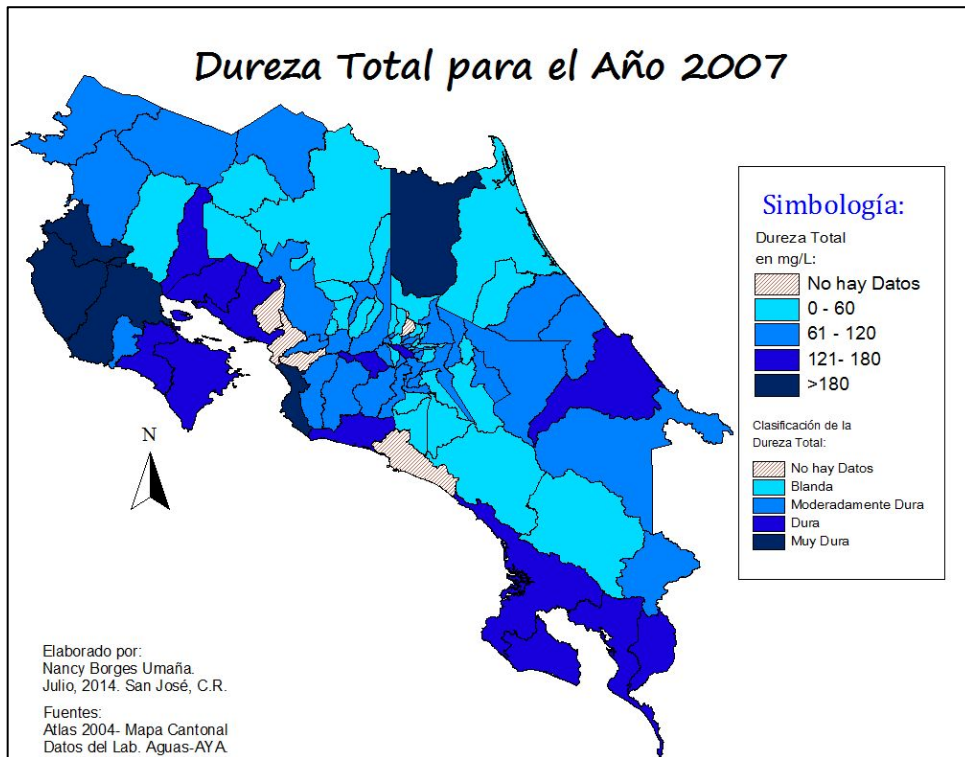 Dureza Total para el Año 2007
Simbología:
Dureza Total
en mg/L:
No hay Datos
0 - 60
61 - 120
121- 180
>180
Clasificación de la
Dureza Total:
No hay Datos
Blanda
Moderadamente Dura
Dura
Muy Dura
N
Elaborado por:
Nancy Borges Umaña.
Julio, 2014. San José, C.R.
Fuentes:
Atlas 2004- Mapa Cantonal
Datos del Lab. Aguas-AYA.